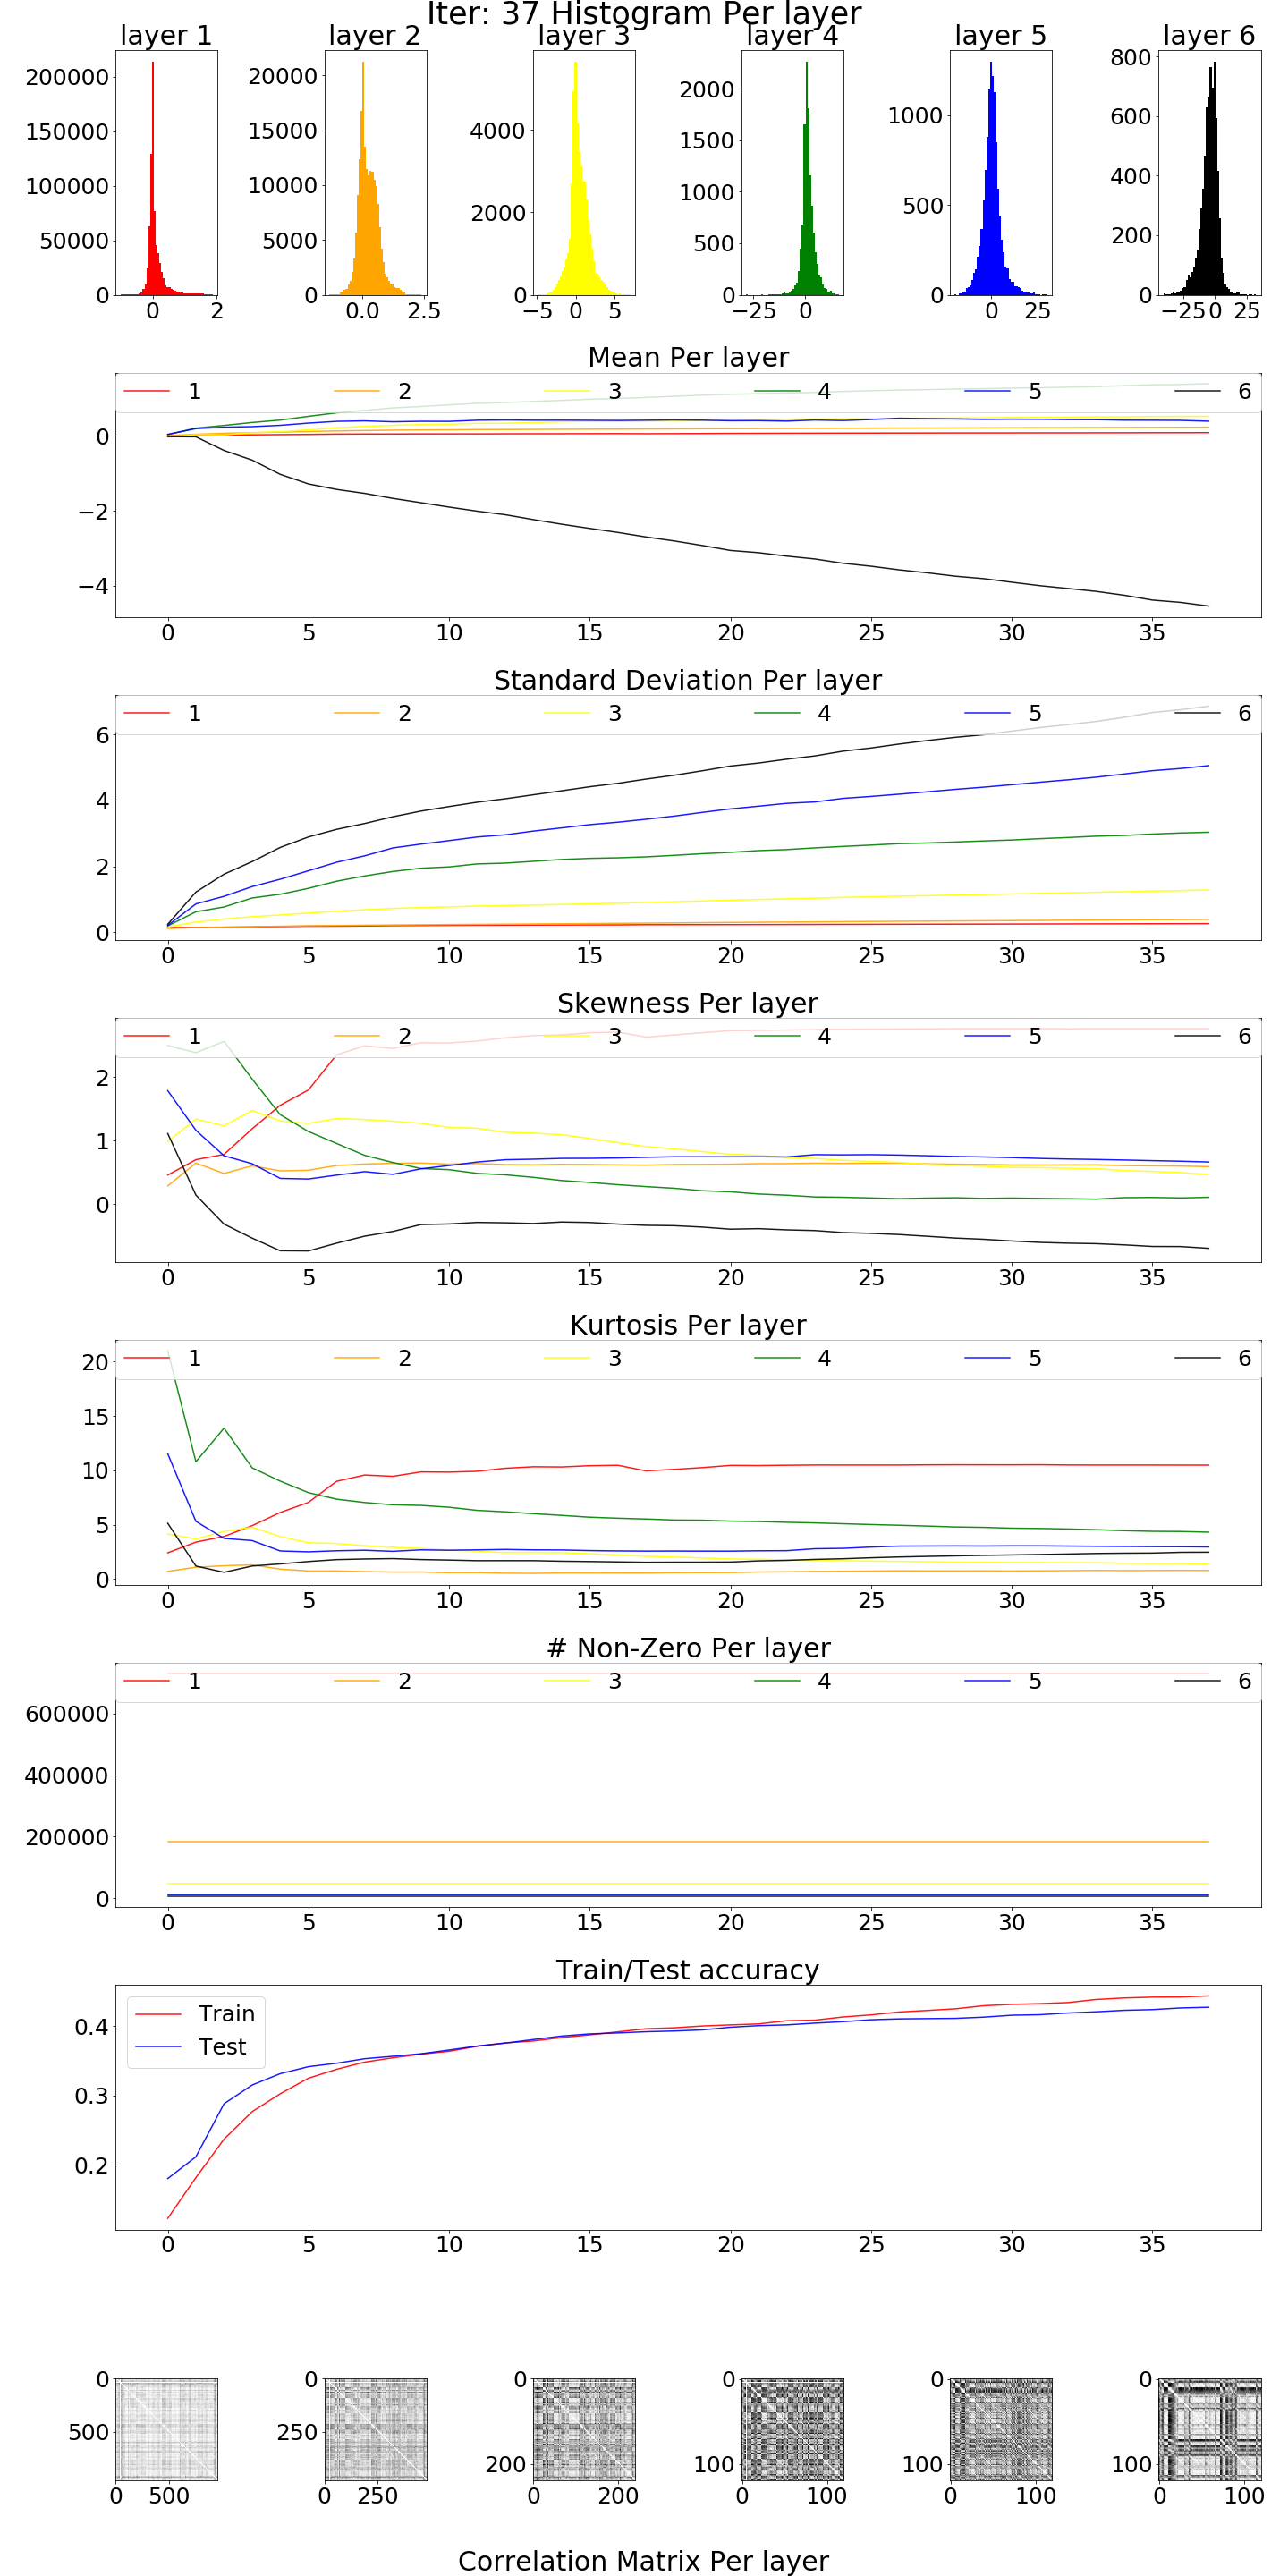 Iter: 37 Histogram Per layer
layer 1 layer 2 layer 3 layer 4 layer 5 layer 6
200000 150000 100000 50000 0
0 2
20000 15000 10000 5000 0
0.0 2.5
4000 2000 0
−5 0 5
2000 1500 1000 500 0
−25 0
1000 500 0
0 25
800 600 400 200 0
−25 0 25
Mean Per layer
1 2 3 4 5 6
0 −2 −4
0 5 10 15 20 25 30 35
Standard Deviation Per layer
1 2 3 4 5 6
6 4 2 0
0 5 10 15 20 25 30 35
Skewness Per layer
1 2 3 4 5 6
2 1 0
0 5 10 15 20 25 30 35
Kurtosis Per layer
1 2 3 4 5 6
20 15 10 5 0
0 5 10 15 20 25 30 35
# Non-Zero Per layer
1 2 3 4 5 6
600000 400000 200000 0
0 5 10 15 20 25 30 35
Train/Test accuracy
Train
Test
0.4 0.3 0.2
0 5 10 15 20 25 30 35
0 500
0 500
0 250
0 250
0 200
0 200
0 100
0 100
0 100
0 100
0 100
0 100
Correlation Matrix Per layer